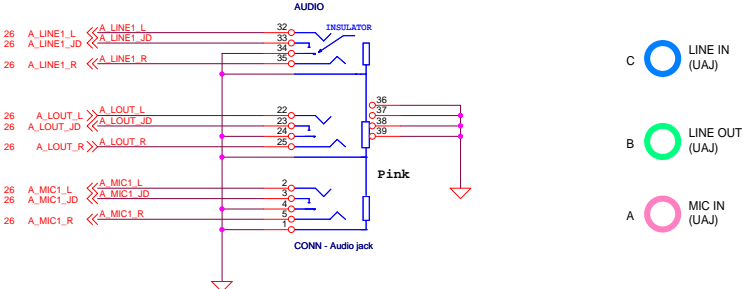 AUDIO
26 A_LINE1_L A_LINE1_L 32 INSULATOR
26 A_LINE1_JD A_LINE1_JD 33
34
26 A_LINE1_R A_LINE1_R 35
36
26 A_LOUT_L A_LOUT_L 22 37
26 A_LOUT_JD A_LOUT_JD 23 38
24 39
26 A_LOUT_R A_LOUT_R 25
Pink
26 A_MIC1_L A_MIC1_L 2
26 A_MIC1_JD A_MIC1_JD 3
4
26 A_MIC1_R A_MIC1_R 5
1
CONN - Audio jack
C LINE IN
(UAJ)
B LINE OUT
(UAJ)
A MIC IN
(UAJ)